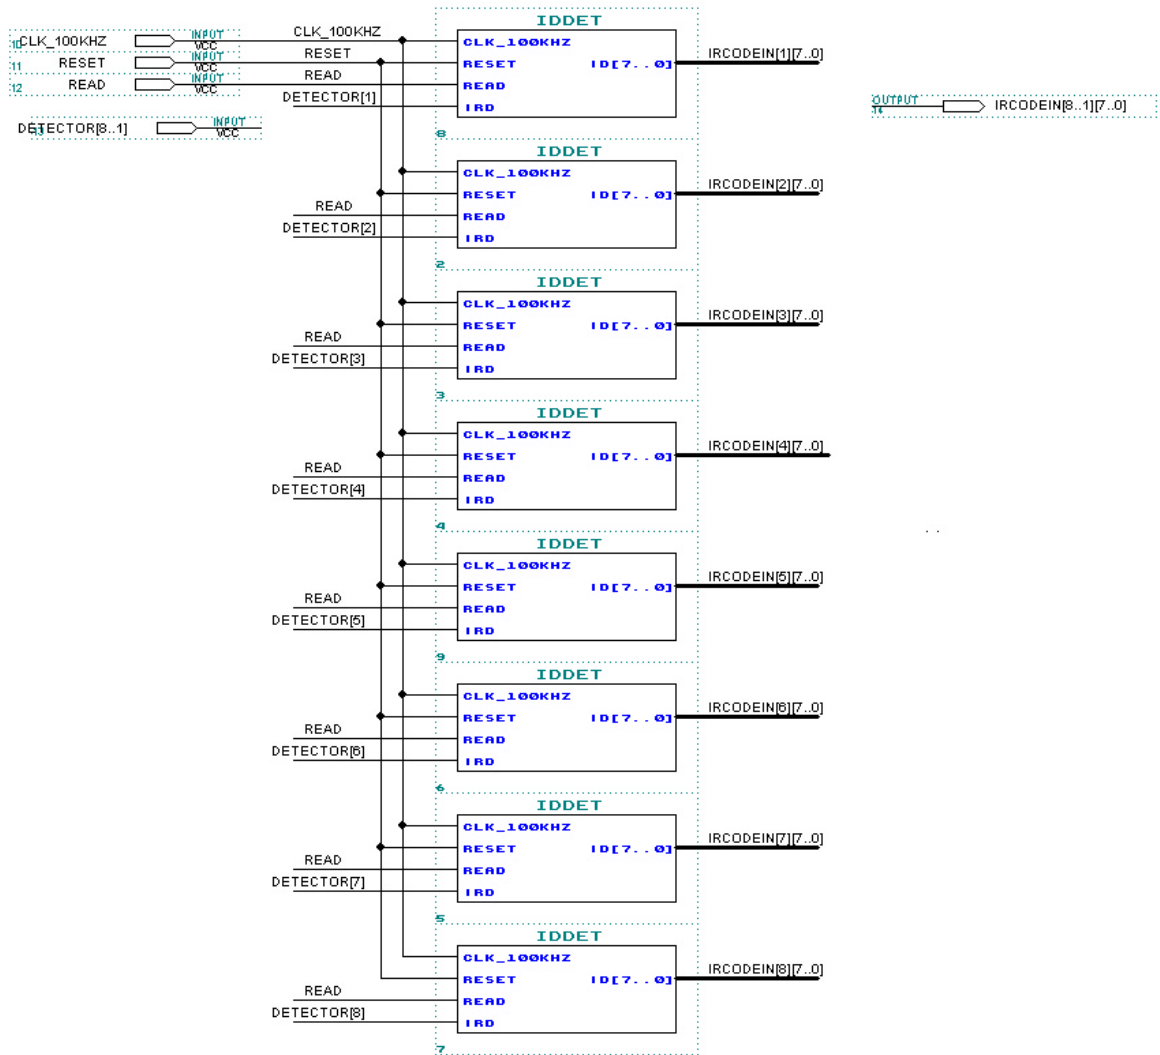 IDDET
CLK_100KHZ INPUT VCC CLK_100KHZ CLK_100KHZ IRCODEIN[1][7..0]
10
RESET INPUT VCC RESET RESET ID[7..0]
11
READ INPUT VCC READ READ
12
DETECTOR[1] IRD
OUTPUT IRCODEIN[8..1][7..0]
14
DETECTOR[8..1] INPUT VCC
13
8
IDDET
CLK_100KHZ IRCODEIN[2][7..0]
RESET ID[7..0]
READ READ
DETECTOR[2] IRD
2
IDDET
CLK_100KHZ IRCODEIN[3][7..0]
RESET ID[7..0]
READ READ
DETECTOR[3] IRD
3
IDDET
CLK_100KHZ IRCODEIN[4][7..0]
RESET ID[7..0]
READ READ
DETECTOR[4] IRD
4
IDDET
CLK_100KHZ IRCODEIN[5][7..0]
RESET ID[7..0]
READ READ
DETECTOR[5] IRD
9
IDDET
CLK_100KHZ IRCODEIN[6][7..0]
RESET ID[7..0]
READ READ
DETECTOR[6] IRD
6
IDDET
CLK_100KHZ IRCODEIN[7][7..0]
RESET ID[7..0]
READ READ
DETECTOR[7] IRD
5
IDDET
CLK_100KHZ IRCODEIN[8][7..0]
RESET ID[7..0]
READ READ
DETECTOR[8] IRD
7